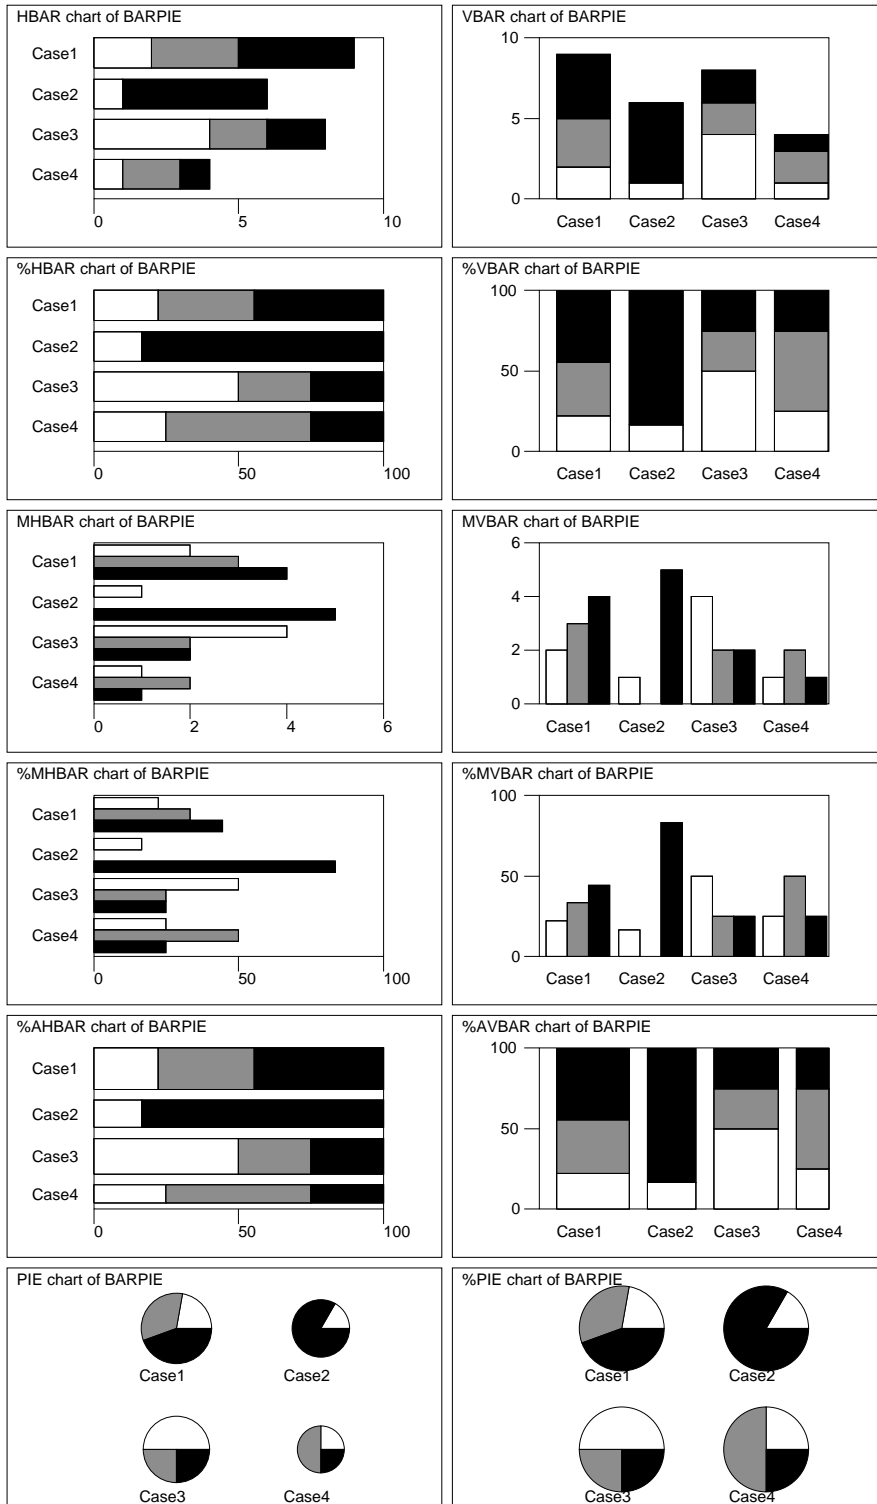 HBAR chart of BARPIE
Case1
Case2
Case3
Case4
0 5 10
VBAR chart of BARPIE
10
5
0
Case1 Case2 Case3 Case4
%HBAR chart of BARPIE
Case1
Case2
Case3
Case4
0 50 100
%VBAR chart of BARPIE
100
50
0
Case1 Case2 Case3 Case4
MHBAR chart of BARPIE
Case1
Case2
Case3
Case4
0 2 4 6
MVBAR chart of BARPIE
6
4
2
0
Case1 Case2 Case3 Case4
%MHBAR chart of BARPIE
Case1
Case2
Case3
Case4
0 50 100
%MVBAR chart of BARPIE
100
50
0
Case1 Case2 Case3 Case4
%AHBAR chart of BARPIE
Case1
Case2
Case3
Case4
0 50 100
%AVBAR chart of BARPIE
100
50
0
Case1 Case2 Case3 Case4
PIE chart of BARPIE
Case1 Case2
Case3 Case4
%PIE chart of BARPIE
Case1 Case2
Case3 Case4